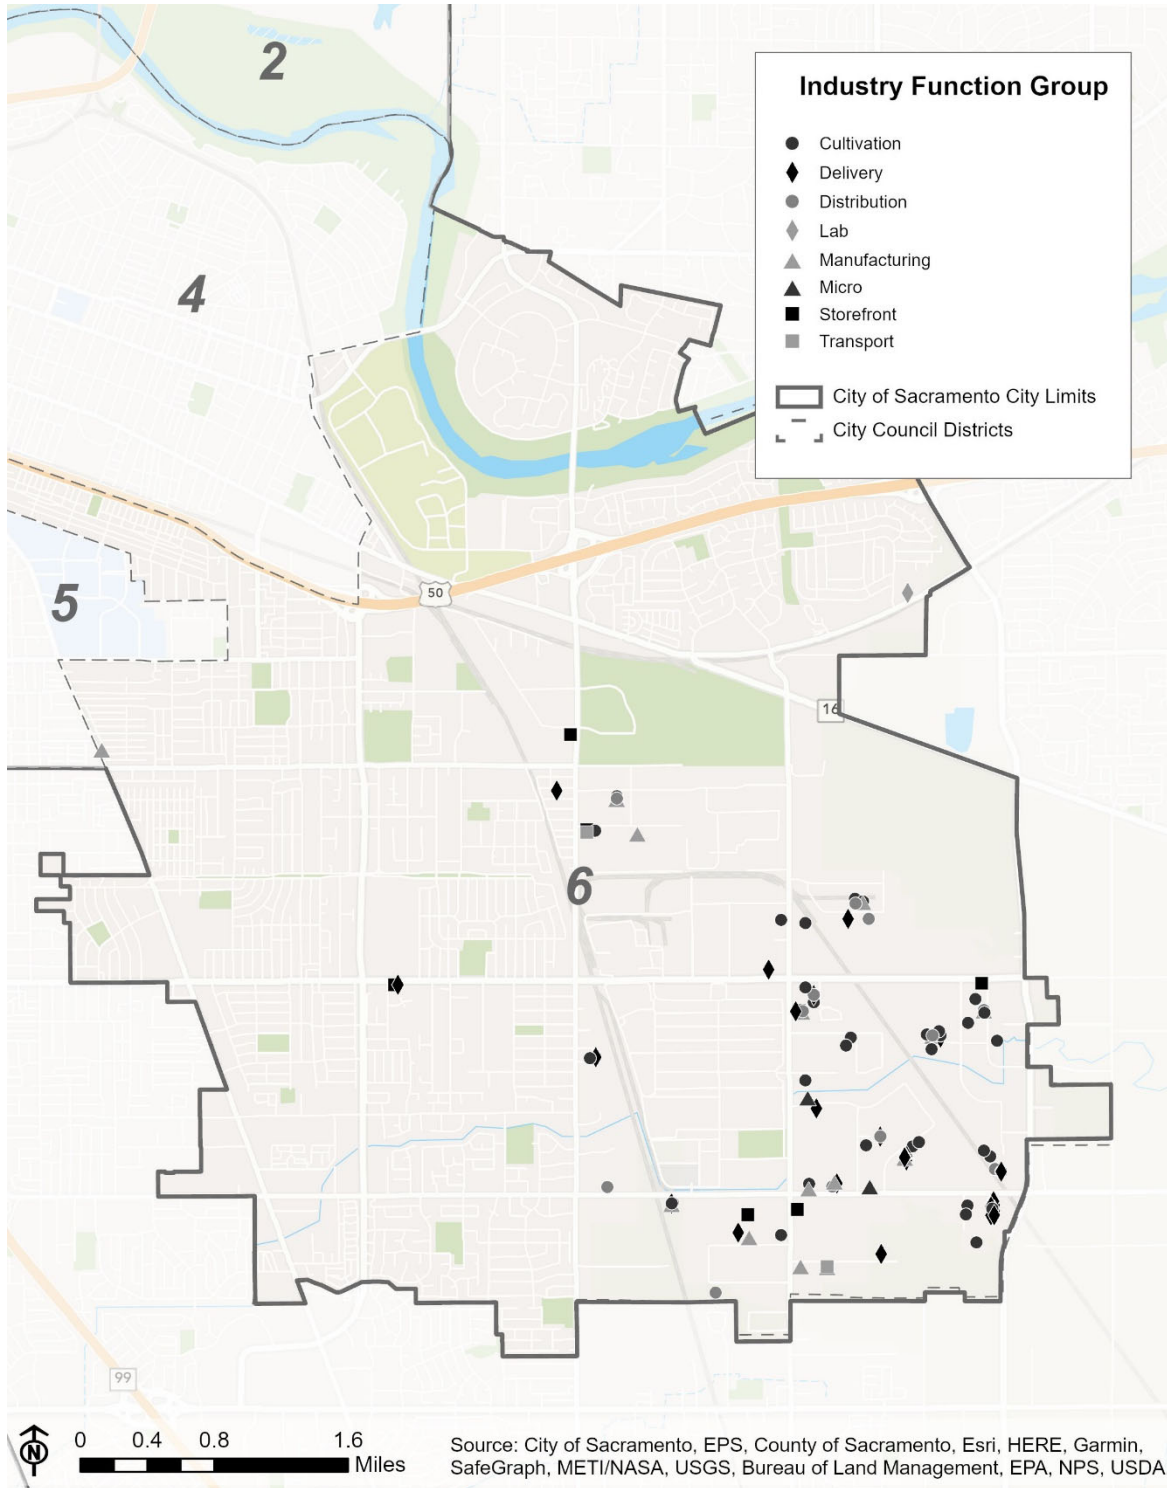 2
Industry Function Group
Cultivation
Delivery
Distribution
Lab
Manufacturing
Micro
Storefront
Transport
City of Sacramento City Limits
City Council Districts
4
5
50
16
6
99
N
0 0.4 0.8 1.6
Miles
Source: City of Sacramento, EPS, County of Sacramento, Esri, HERE, Garmin,
SafeGraph, METI/NASA, USGS, Bureau of Land Management, EPA, NPS, USDA